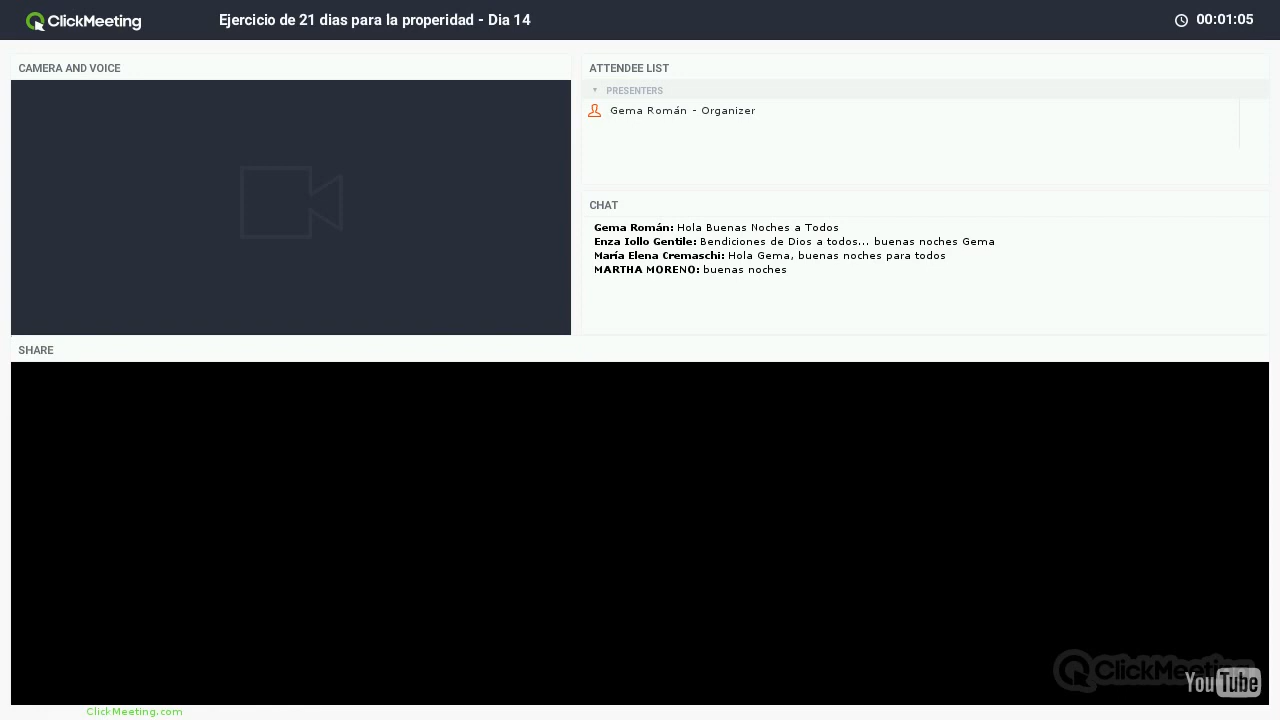 ClickMeeting
Ejercicio de 21 dias para la properidad - Dia 14
00:01:05
CAMERA AND VOICE
ATTENDEE LIST
PRESENTERS
Gema Román - Organizer
CHAT
Gema Román: Hola Buenas Noches a Todos
Enza Iollo Gentile: Bendiciones de Dios a todos... buenas noches Gema
María Elena Cremaschi: Hola Gema, buenas noches para todos
MARTHA MORENO: buenas noches
SHARE
ClickMeeting
YouTube
ClickMeeting.com